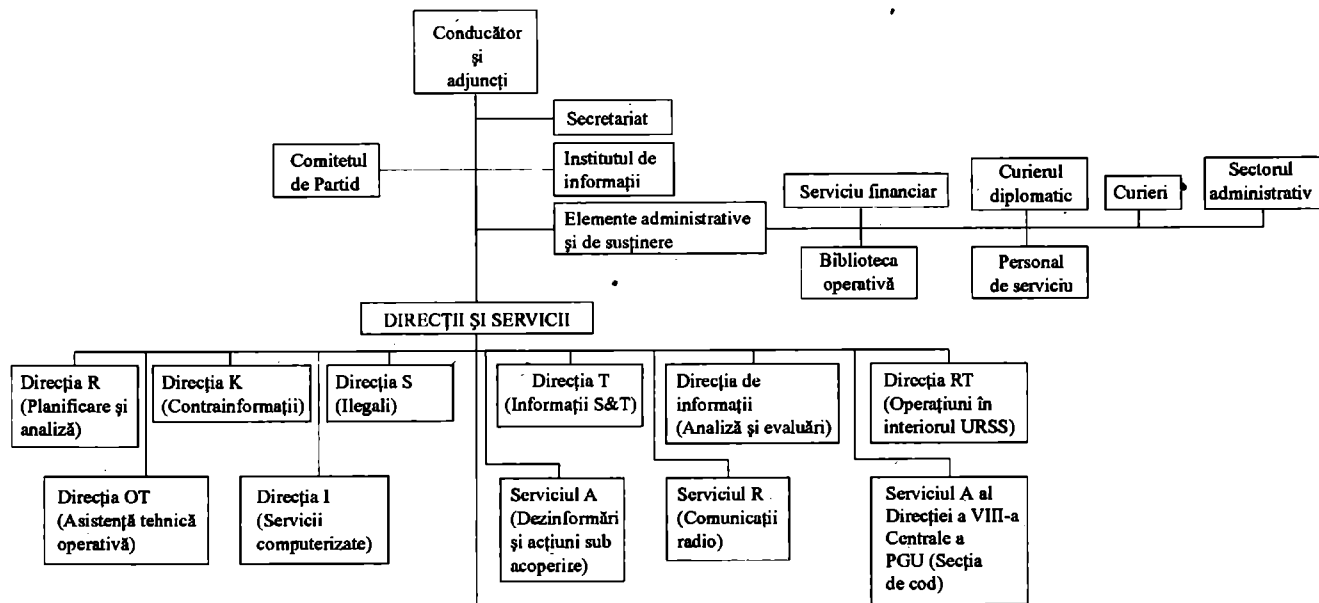 Conducător
și
adjuncți
Secretariat
Comitetul
de Partid
Institutul de
informații
Elemente administrative
și de susținere
Serviciu financiar
Curierul
diplomatic
Curieri
Sectorul
administrativ
Biblioteca
operativă
Personal
de serviciu
DIRECȚII ȘI SERVICII
Direcția R
(Planificare și
analiză)
Direcția K
(Contrainformații)
Direcția S
(Ilegali)
Direcția T
(Informații S&T)
Direcția de
informații
(Analiză și evaluări)
Direcția RT
(Operațiuni în
interiorul URSS)
Direcția OT
(Asistență tehnică
operativă)
Direcția I
(Servicii
computerizate)
Serviciul A
(Dezinformări
și acțiuni sub
acoperire)
Serviciul R
(Comunicații
radio)
Serviciul A al
Direcției a VIII-a
Centrale a
PGU (Secția
de cod)